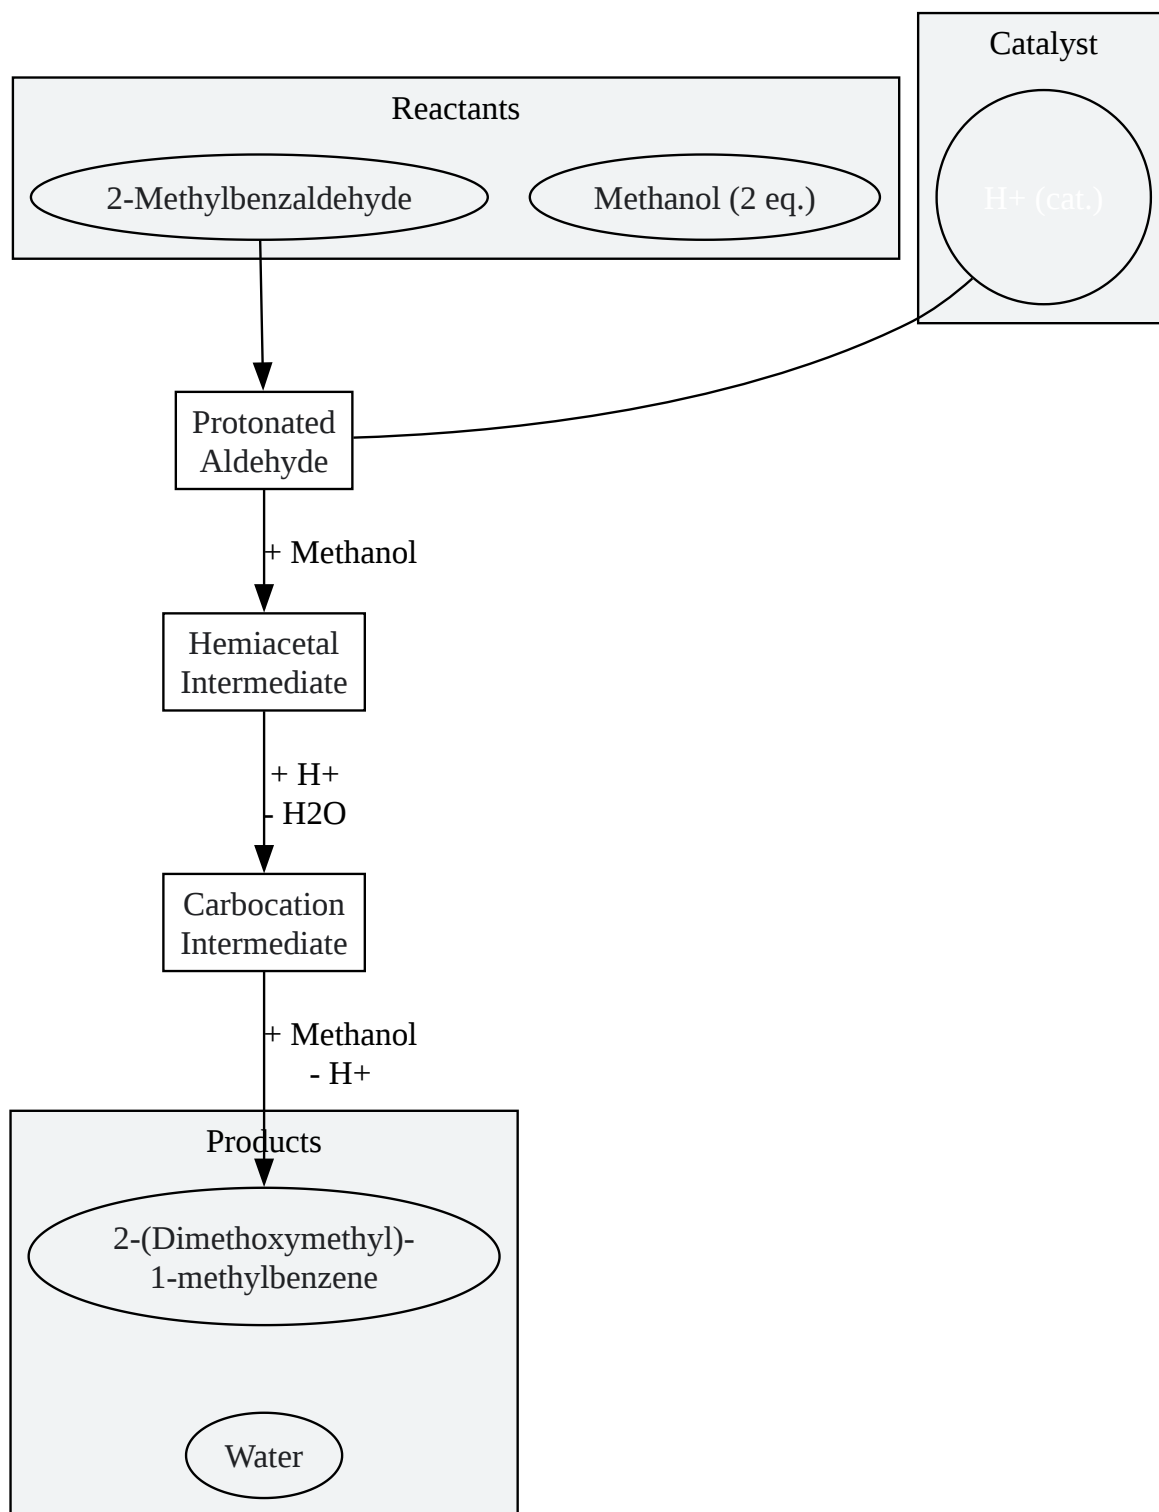 Catalyst
Reactants
2-Methylbenzaldehyde
Methanol (2 eq.)
H+ (cat.)
Protonated
Aldehyde
+ Methanol
Hemiacetal
Intermediate
+ H+
- H2O
Carbocation
Intermediate
+ Methanol
- H+
Products
2-(Dimethoxymethyl)-
1-methylbenzene
Water